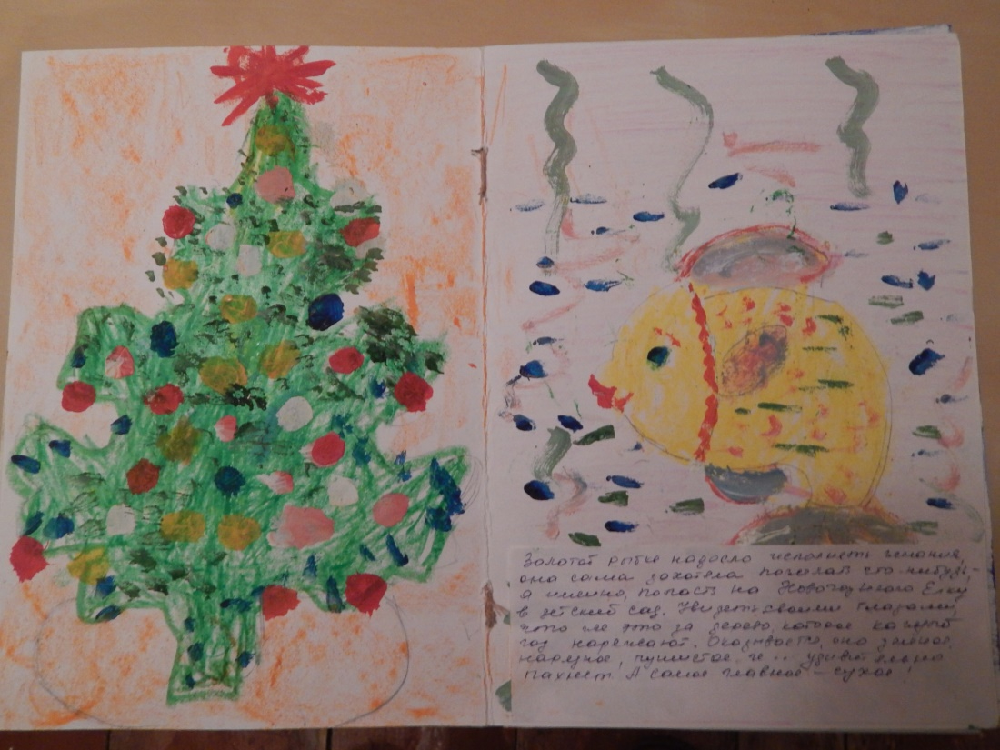 Золотой рыбке надоело исполнять желания,
она сама захотела пожелать что-нибудь,
а именно, попасть на Новогоднюю Ёлку
в детский сад. Увидеть своими глазами,
что же это за дерево, которое каждый
год наряжают. Оказывается, оно зелёное,
нарядное, пушистое, и.. удивительно
пахнет. А самое главное – сухое!